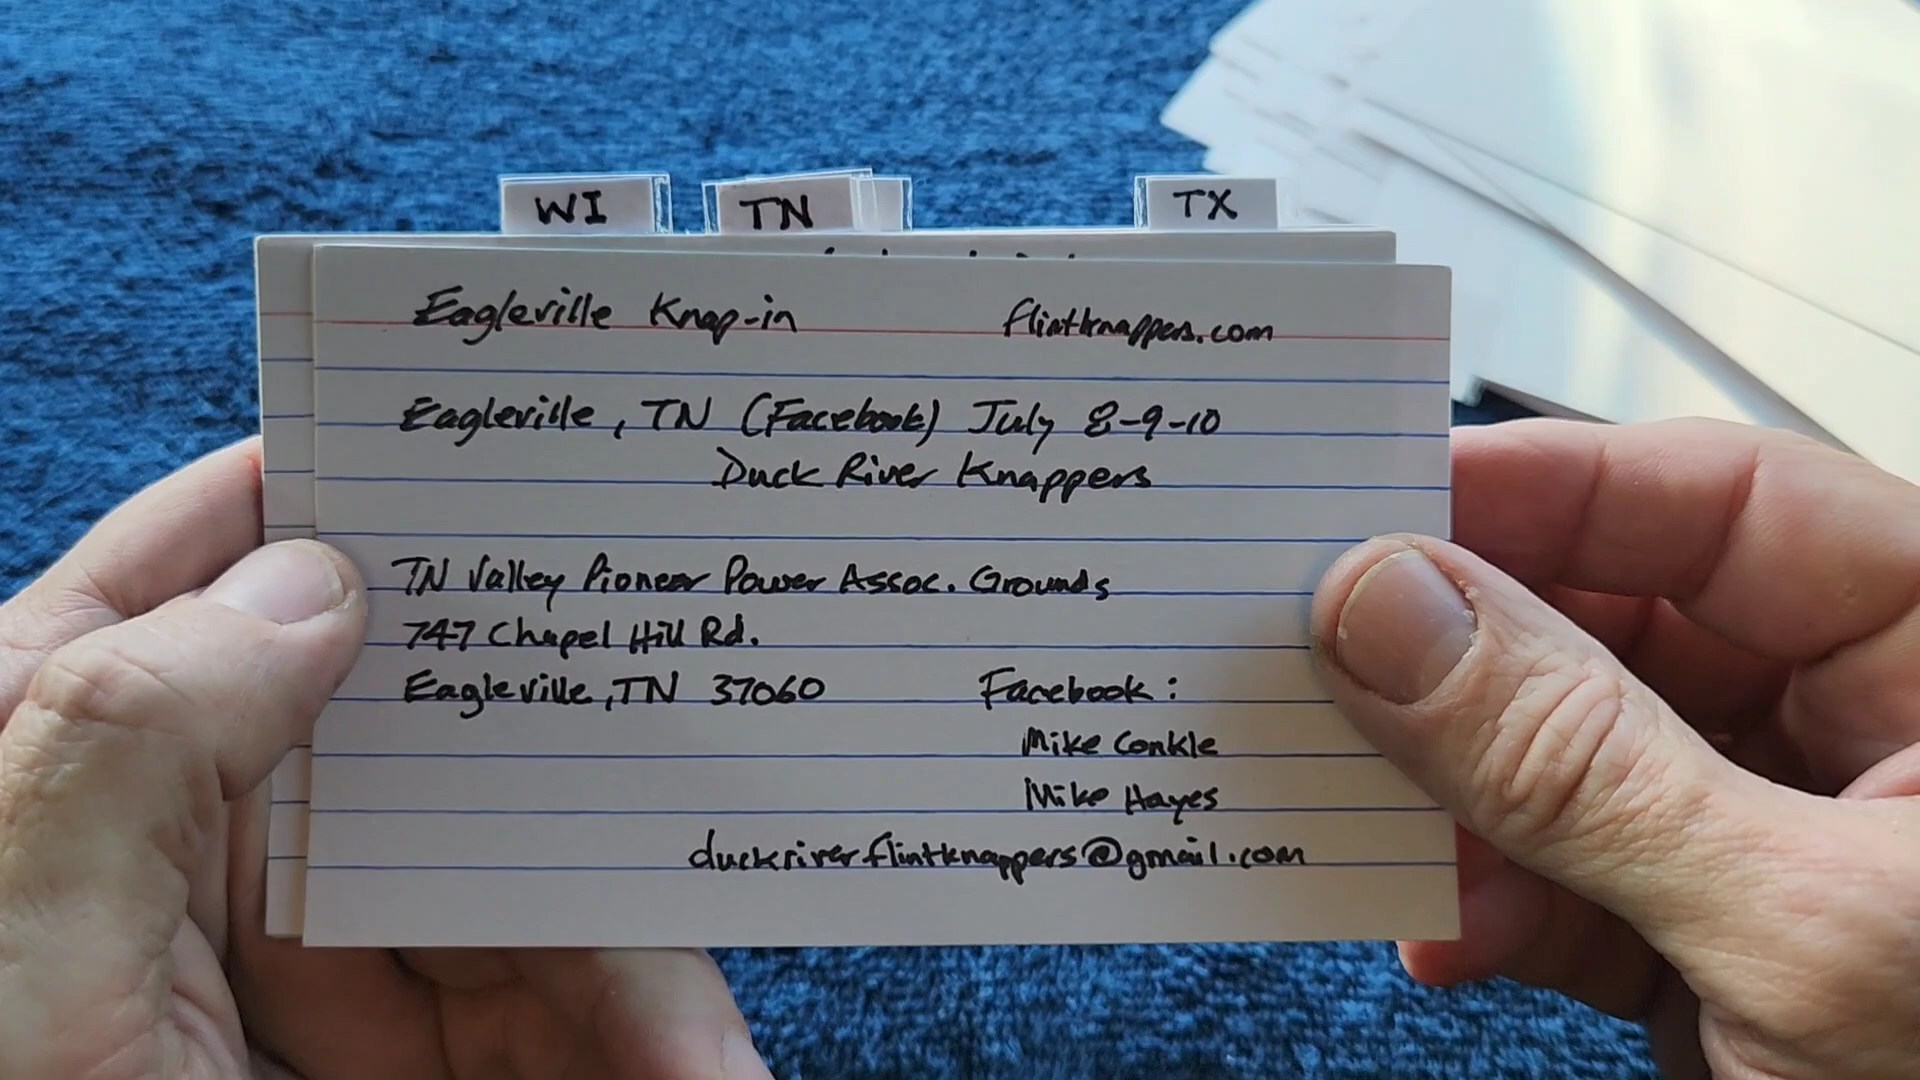 WI TN TX
Eagleville Knap-in flintknappers.com
Eagleville, TN (Facebook) July 8-9-10
Duck River Knappers
TN Valley Pioneer Power Assoc. Grounds
747 Chapel Hill Rd.
Eagleville, TN 37060 Facebook:
Mike Conkle
Mike Hayes
duckriverflintknappers@gmail.com